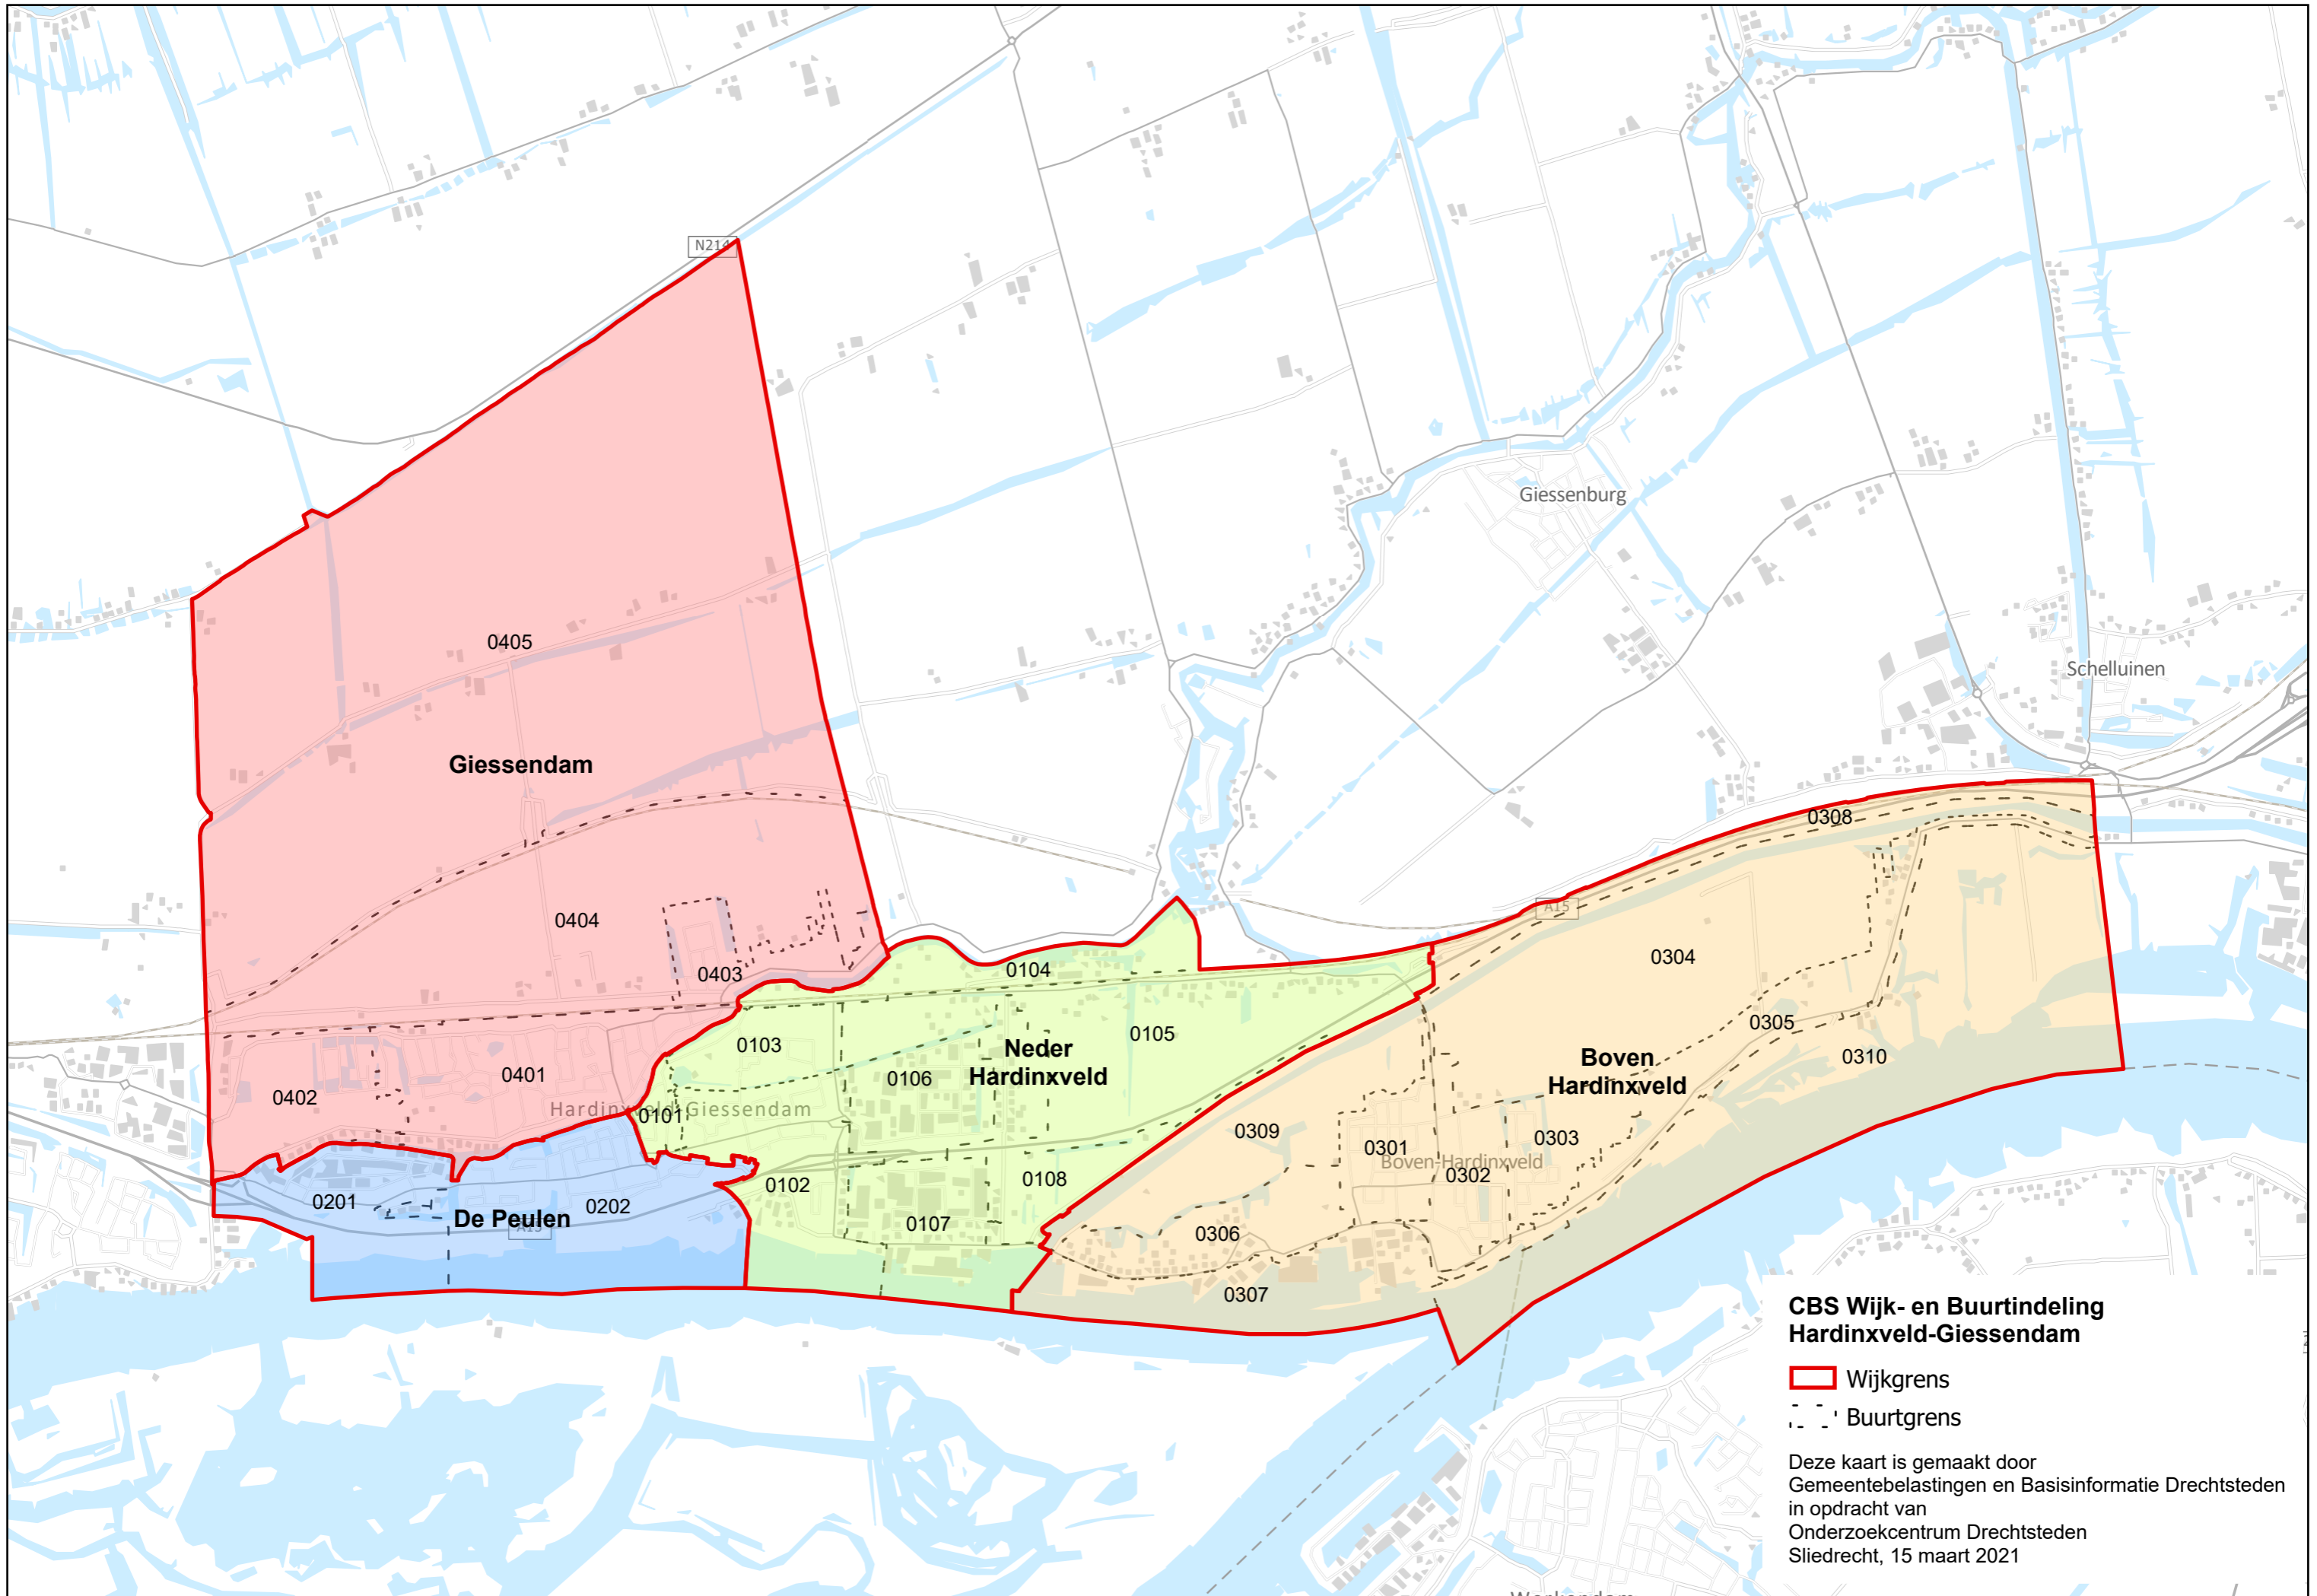 N214
Giessenburg
Schelluinen
0405
Giessendam
0308
0404
A15
0403
0104
0304
0105
0305
0103
Neder
Hardinxveld
Boven
Hardinxveld
0310
0401
0106
0402
Hardinxveld-Giessendam
0101
0309
0301
0303
Boven-Hardinxveld
0302
0108
0102
0201
0202
De Peulen
A15
0107
0306
0307
CBS Wijk- en Buurtindeling
Hardinxveld-Giessendam
Wijkgrens
Buurtgrens
Deze kaart is gemaakt door
Gemeentebelastingen en Basisinformatie Drechtsteden
in opdracht van
Onderzoekcentrum Drechtsteden
Sliedrecht, 15 maart 2021